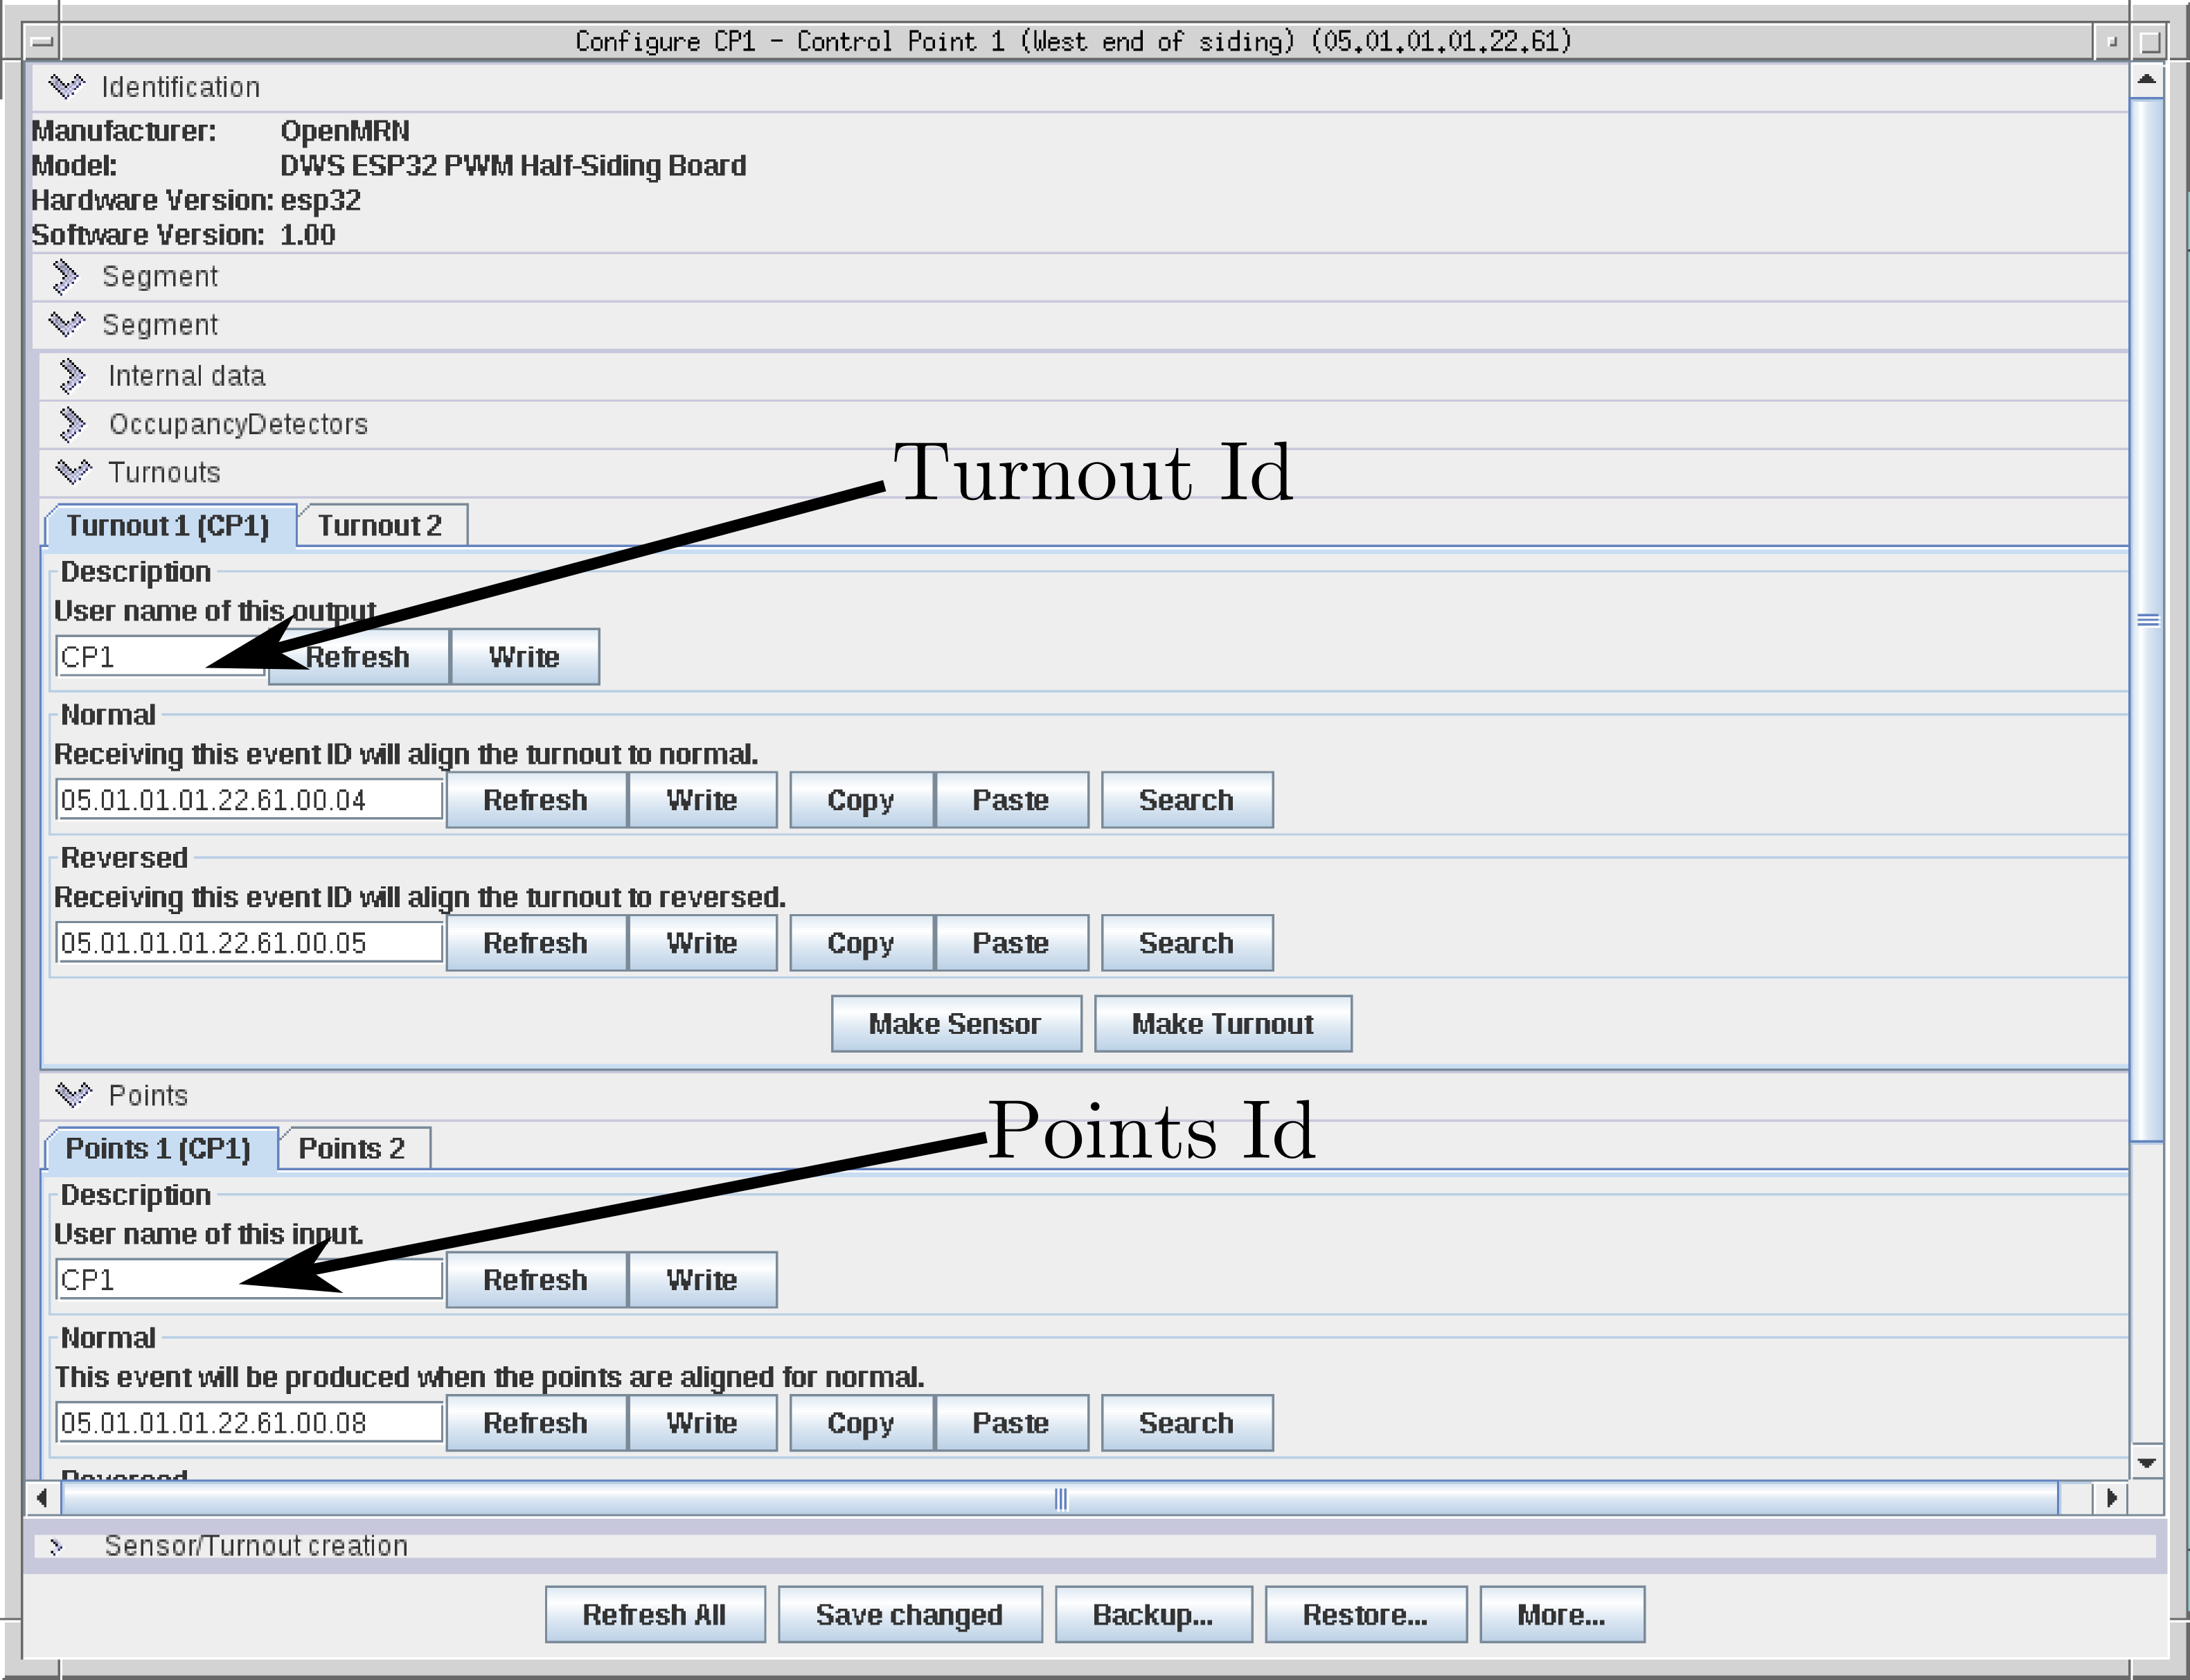 Configure CP1 - Control Point 1 (West end of siding) (05.01.01.01.22.61)
Identification
Manufacturer: OpenMRN
Model: DWS ESP32 PWM Half-Siding Board
Hardware Version: esp32
Software Version: 1.00
Segment
Segment
Internal data
OccupancyDetectors
Turnouts
Turnout Id
Turnout 1 (CP1) Turnout 2
Description
User name of this output.
CP1 Refresh Write
Normal
Receiving this event ID will align the turnout to normal.
05.01.01.01.22.61.00.04 Refresh Write Copy Paste Search
Reversed
Receiving this event ID will align the turnout to reversed.
05.01.01.01.22.61.00.05 Refresh Write Copy Paste Search
Make Sensor Make Turnout
Points
Points Id
Points 1 (CP1) Points 2
Description
User name of this input.
CP1 Refresh Write
Normal
This event will be produced when the points are aligned for normal.
05.01.01.01.22.61.00.08 Refresh Write Copy Paste Search
Reversed
Sensor/Turnout creation
Refresh All Save changed Backup... Restore... More...